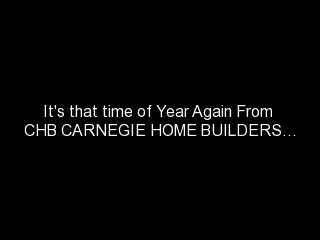 It's that time of Year Again From
CHB CARNEGIE HOME BUILDERS...